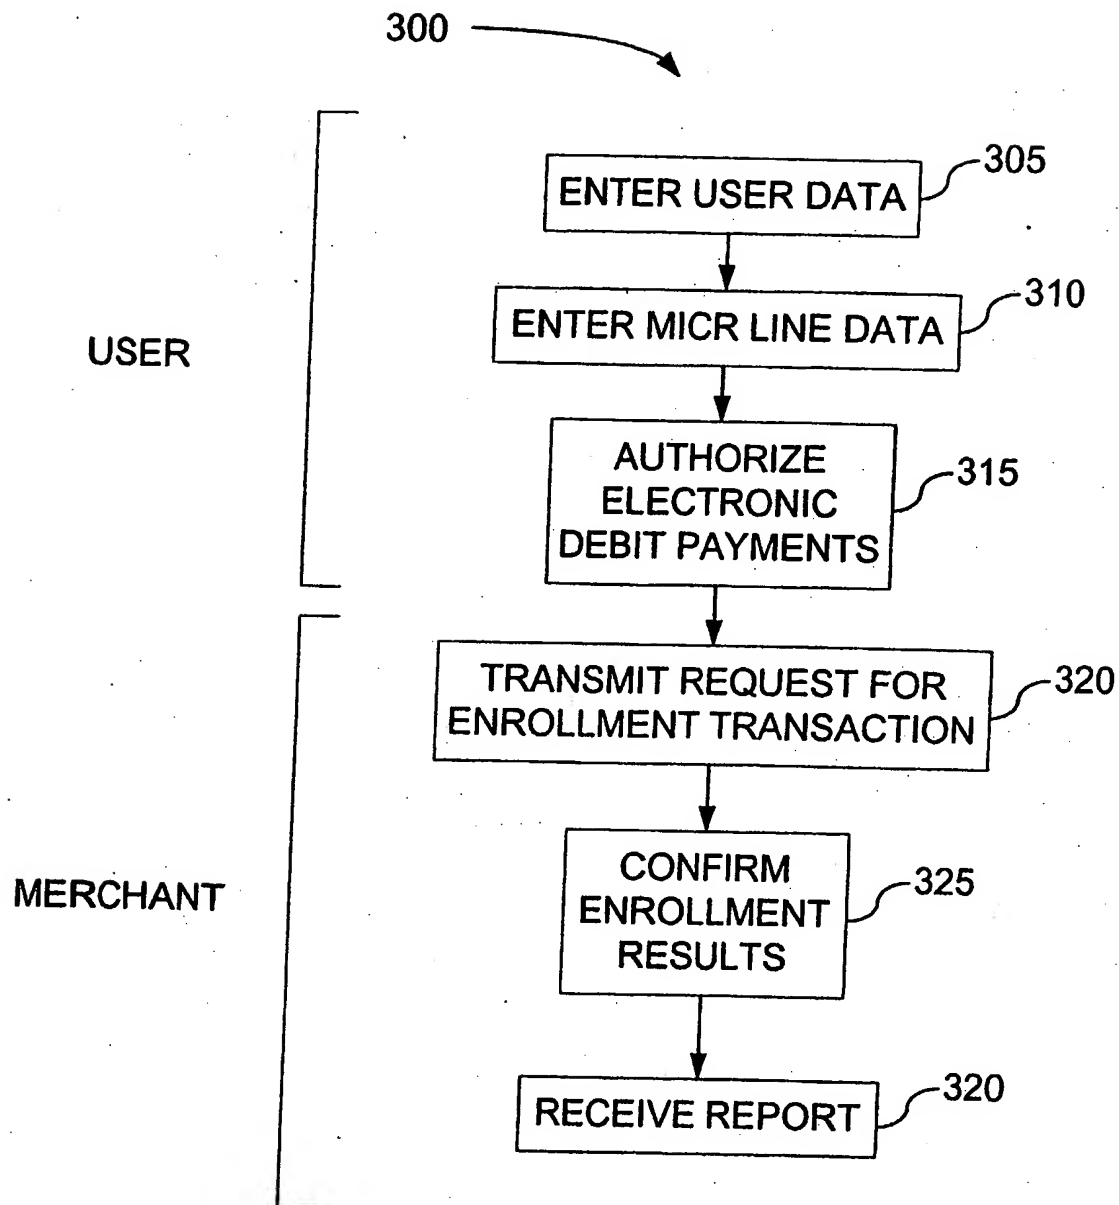 300
ENTER USER DATA
305
ENTER MICR LINE DATA
310
USER
AUTHORIZE
ELECTRONIC
DEBIT PAYMENTS
315
TRANSMIT REQUEST FOR
ENROLLMENT TRANSACTION
320
CONFIRM
ENROLLMENT
RESULTS
325
MERCHANT
RECEIVE REPORT
320